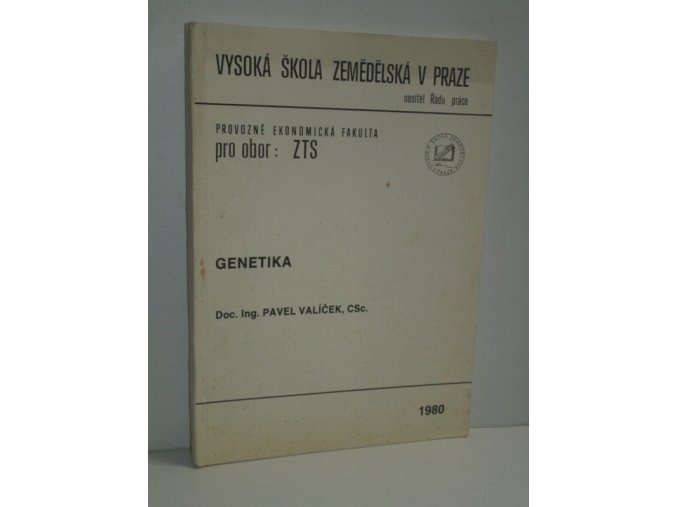 VYSOKÁ ŠKOLA ZEMĚDĚLSKÁ V PRAZE
nositel Řádu práce
PROVOZNĚ EKONOMICKÁ FAKULTA
pro obor: ZTS
GENETIKA
Doc. Ing. PAVEL VALÍČEK, CSc.
1980